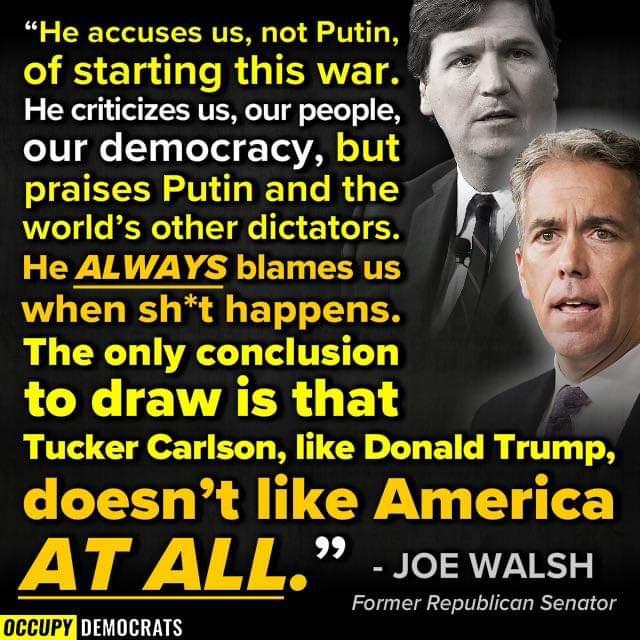 “He accuses us, not Putin,
of starting this war.
He criticizes us, our people,
our democracy, but
praises Putin and the
world’s other dictators.
He ALWAYS blames us
when sh*t happens.
The only conclusion
to draw is that
Tucker Carlson, like Donald Trump,
doesn’t like America
AT ALL.”
- JOE WALSH
Former Republican Senator
OCCUPY DEMOCRATS